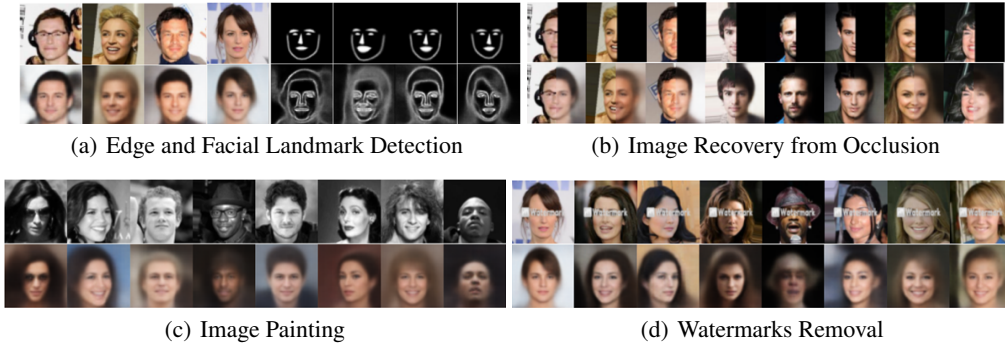 (a) Edge and Facial Landmark Detection
(b) Image Recovery from Occlusion
Watermark Watermark Watermark Watermark Watermark Watermark Watermark Watermark
(c) Image Painting
(d) Watermarks Removal